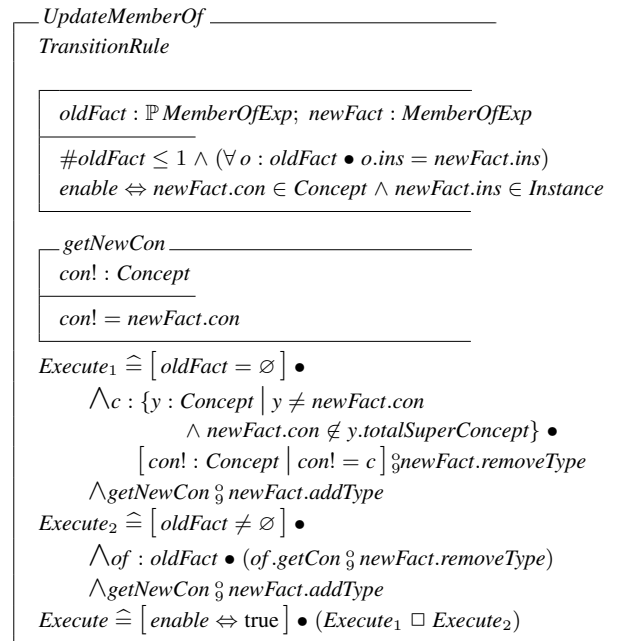 UpdateMemberOf
TransitionRule
oldFact : ℙ MemberOfExp; newFact : MemberOfExp
#oldFact ≤ 1 ∧ (∀ o : oldFact • o.ins = newFact.ins)
enable ⇔ newFact.con ∈ Concept ∧ newFact.ins ∈ Instance
getNewCon
con! : Concept
con! = newFact.con
Execute₁ ≙ [ oldFact = ∅ ] •
⋀c : {y : Concept | y ≠ newFact.con
∧ newFact.con ∉ y.totalSuperConcept} •
[ con! : Concept | con! = c ] ⨟ newFact.removeType
⋀getNewCon ⨟ newFact.addType
Execute₂ ≙ [ oldFact ≠ ∅ ] •
⋀of : oldFact • (of.getCon ⨟ newFact.removeType)
⋀getNewCon ⨟ newFact.addType
Execute ≙ [ enable ⇔ true ] • (Execute₁ □ Execute₂)